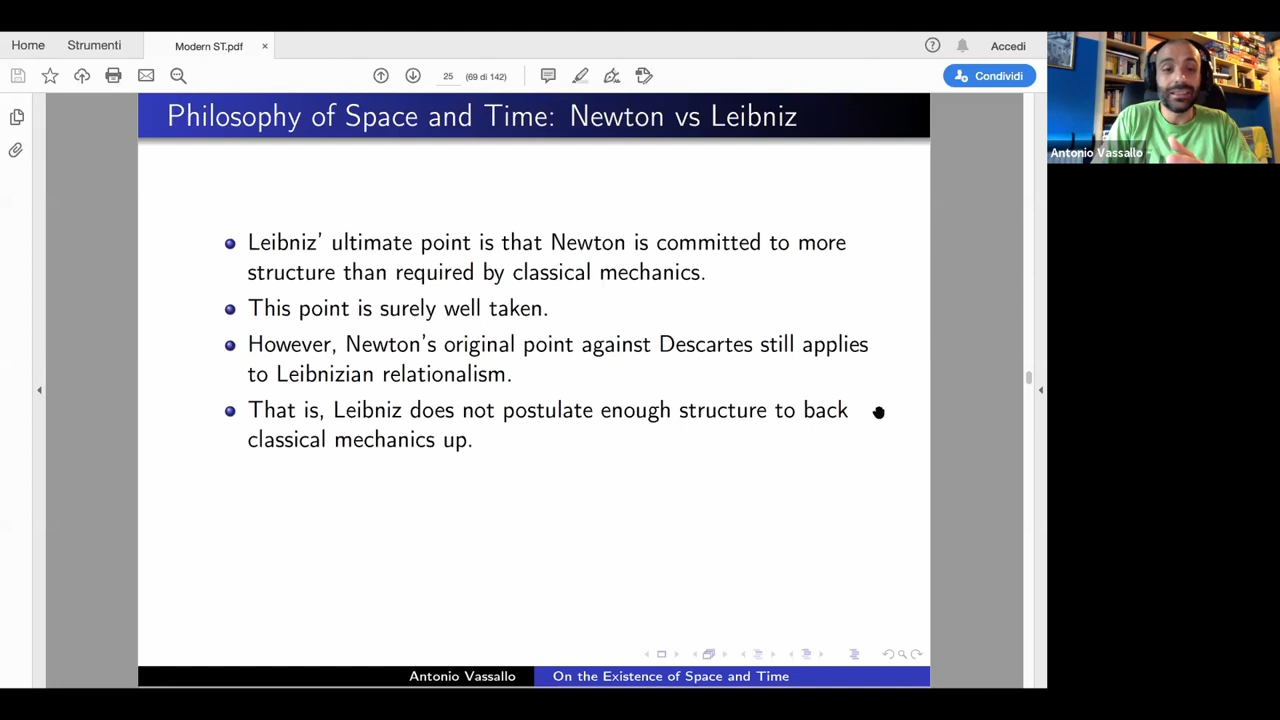 Home Strumenti Modern ST.pdf × Accedi
25 (69 di 142) Condividi
Philosophy of Space and Time: Newton vs Leibniz
Antonio Vassallo
Leibniz' ultimate point is that Newton is committed to more
structure than required by classical mechanics.
This point is surely well taken.
However, Newton's original point against Descartes still applies
to Leibnizian relationalism.
That is, Leibniz does not postulate enough structure to back
classical mechanics up.
Antonio Vassallo On the Existence of Space and Time